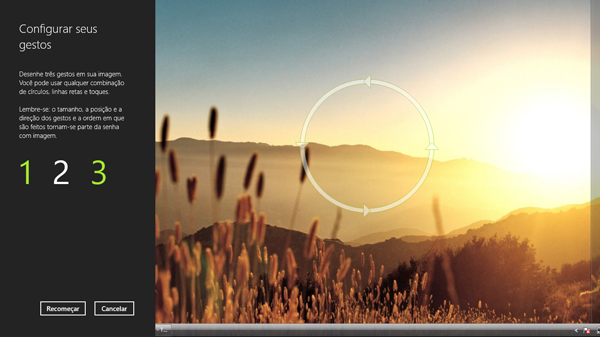 Configurar seus
gestos
Desenhe três gestos em sua imagem.
Você pode usar qualquer combinação
de círculos, linhas retas e toques.
Lembre-se: o tamanho, a posição e a
direção dos gestos e a ordem em que
são feitos tornam-se parte da senha
com imagem.
1 2 3
Recomeçar Cancelar